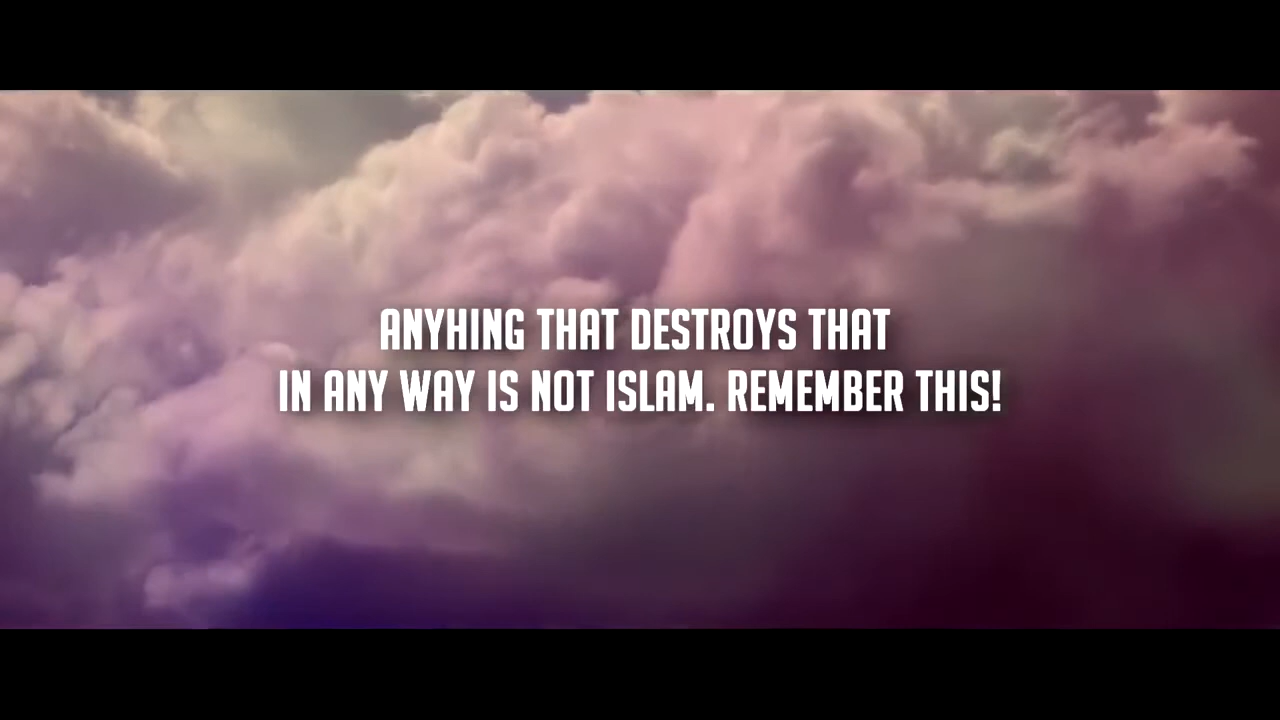 ANYHING THAT DESTROYS THAT
IN ANY WAY IS NOT ISLAM. REMEMBER THIS!